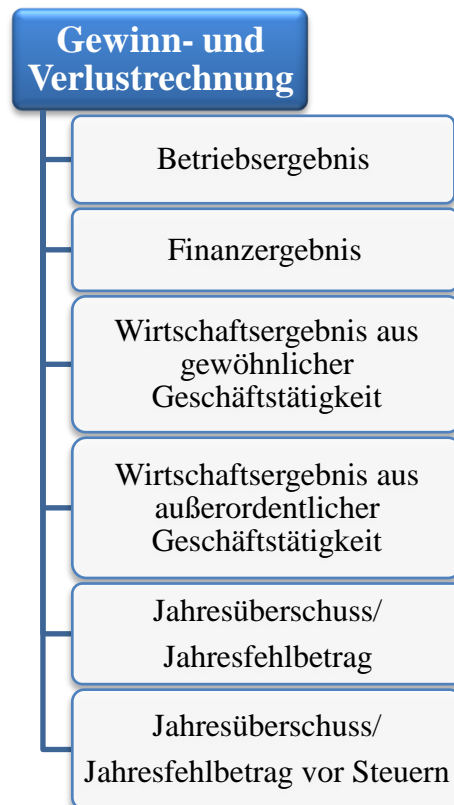 Gewinn- und
Verlustrechnung
Betriebsergebnis
Finanzergebnis
Wirtschaftsergebnis aus
gewöhnlicher
Geschäftstätigkeit
Wirtschaftsergebnis aus
außerordentlicher
Geschäftstätigkeit
Jahresüberschuss/
Jahresfehlbetrag
Jahresüberschuss/
Jahresfehlbetrag vor Steuern